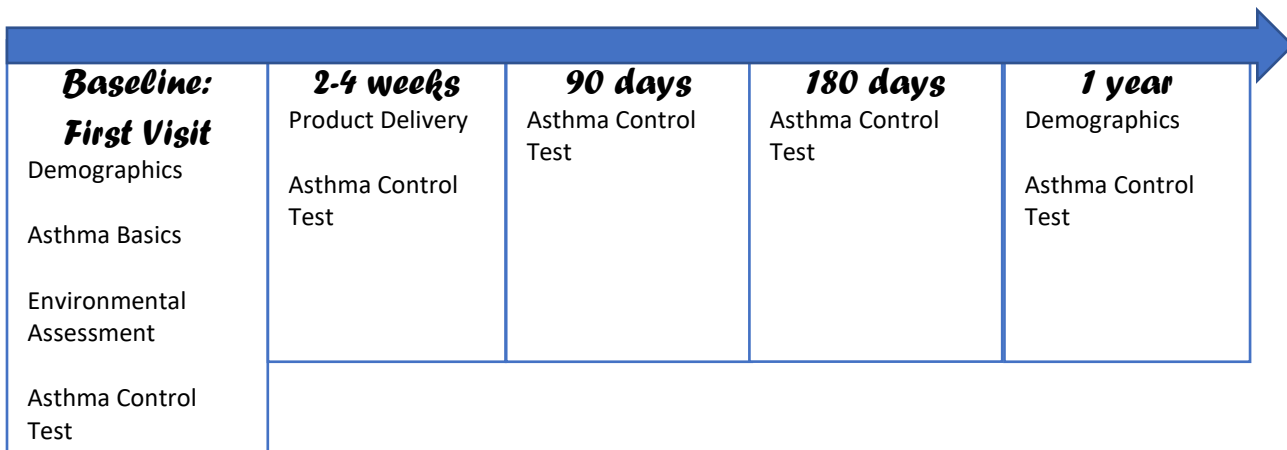 Baseline:
First Visit
Demographics
Asthma Basics
Environmental
Assessment
Asthma Control
Test
2-4 weeks
Product Delivery
Asthma Control
Test
90 days
Asthma Control
Test
180 days
Asthma Control
Test
1 year
Demographics
Asthma Control
Test